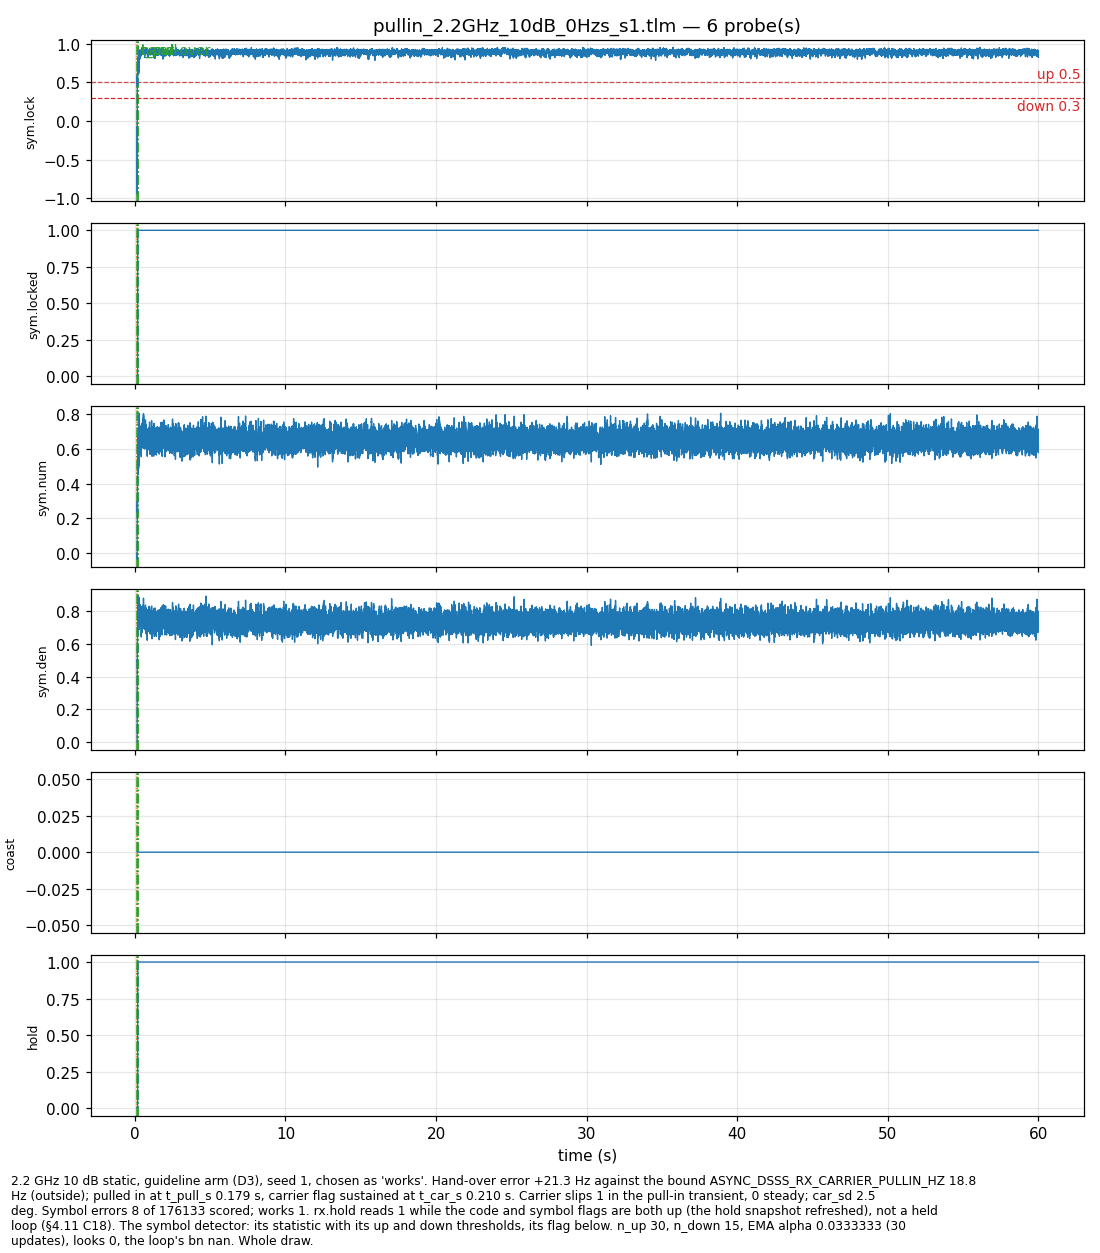 pullin_2.2GHz_10dB_0Hzs_s1.tlm — 6 probe(s)
1.0
0.5
0.0
−0.5
−1.0
sym.lock
up 0.5
down 0.3
1.00
0.75
0.50
0.25
0.00
sym.locked
0.8
0.6
0.4
0.2
0.0
sym.num
0.8
0.6
0.4
0.2
0.0
sym.den
0.050
0.025
0.000
−0.025
−0.050
coast
1.00
0.75
0.50
0.25
0.00
hold
0 10 20 30 40 50 60
time (s)
2.2 GHz 10 dB static, guideline arm (D3), seed 1, chosen as 'works'. Hand-over error +21.3 Hz against the bound ASYNC_DSSS_RX_CARRIER_PULLIN_HZ 18.8
Hz (outside); pulled in at t_pull_s 0.179 s, carrier flag sustained at t_car_s 0.210 s. Carrier slips 1 in the pull-in transient, 0 steady; car_sd 2.5
deg. Symbol errors 8 of 176133 scored; works 1. rx.hold reads 1 while the code and symbol flags are both up (the hold snapshot refreshed), not a held
loop (§4.11 C18). The symbol detector: its statistic with its up and down thresholds, its flag below. n_up 30, n_down 15, EMA alpha 0.0333333 (30
updates), looks 0, the loop's bn nan. Whole draw.